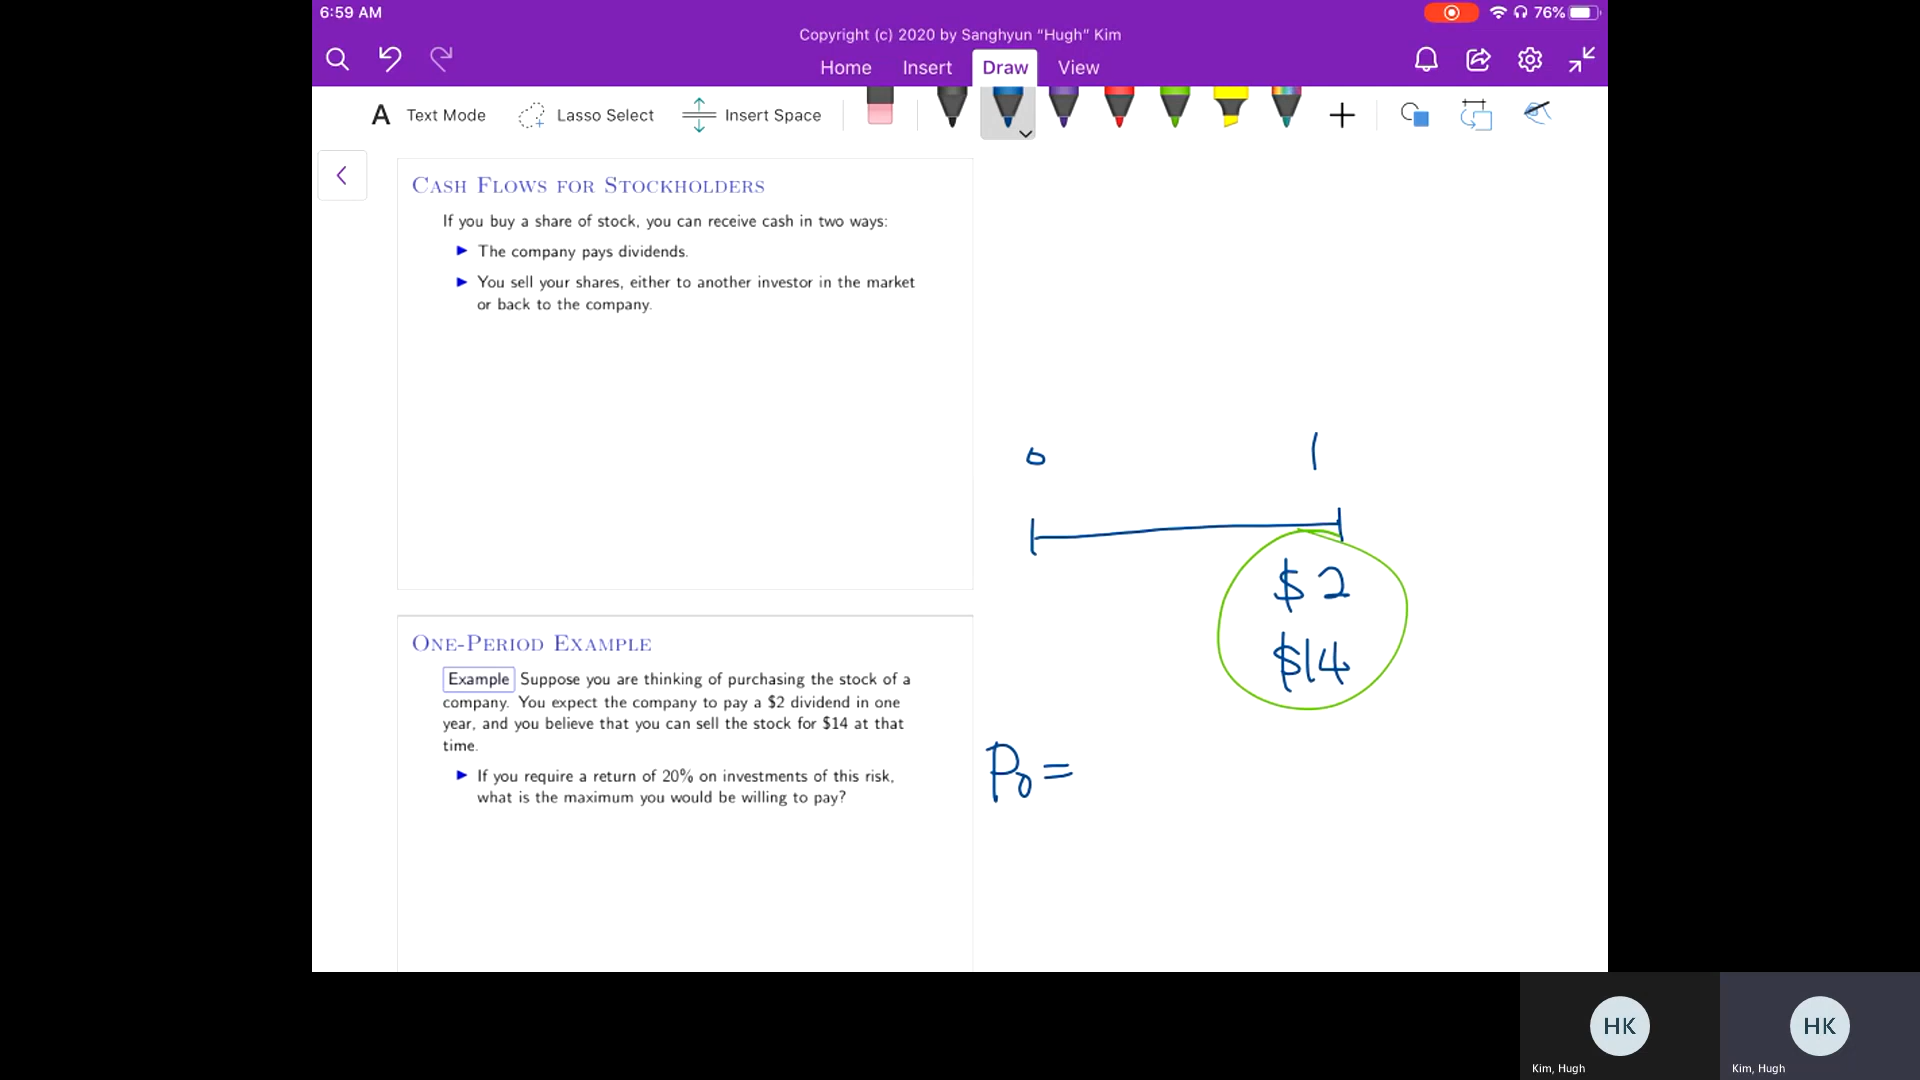 6:59 AM
76%
Copyright (c) 2020 by Sanghyun “Hugh” Kim
Home Insert Draw View
A Text Mode Lasso Select Insert Space
CASH FLOWS FOR STOCKHOLDERS
If you buy a share of stock, you can receive cash in two ways:
The company pays dividends.
You sell your shares, either to another investor in the market
or back to the company.
0 1
$2
$14
ONE-PERIOD EXAMPLE
Example Suppose you are thinking of purchasing the stock of a
company. You expect the company to pay a $2 dividend in one
year, and you believe that you can sell the stock for $14 at that
time.
If you require a return of 20% on investments of this risk,
what is the maximum you would be willing to pay?
P0 =
HK HK
Kim, Hugh Kim, Hugh